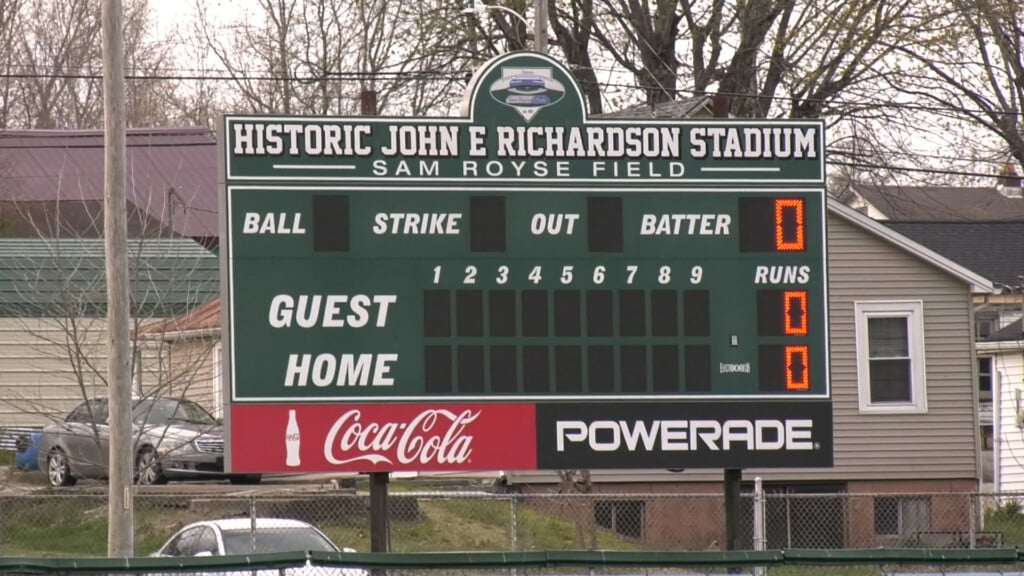 HISTORIC JOHN E RICHARDSON STADIUM
SAM ROYSE FIELD
BALL STRIKE OUT BATTER 0
1 2 3 4 5 6 7 8 9 RUNS
GUEST 0
HOME 0
Coca-Cola POWERADE